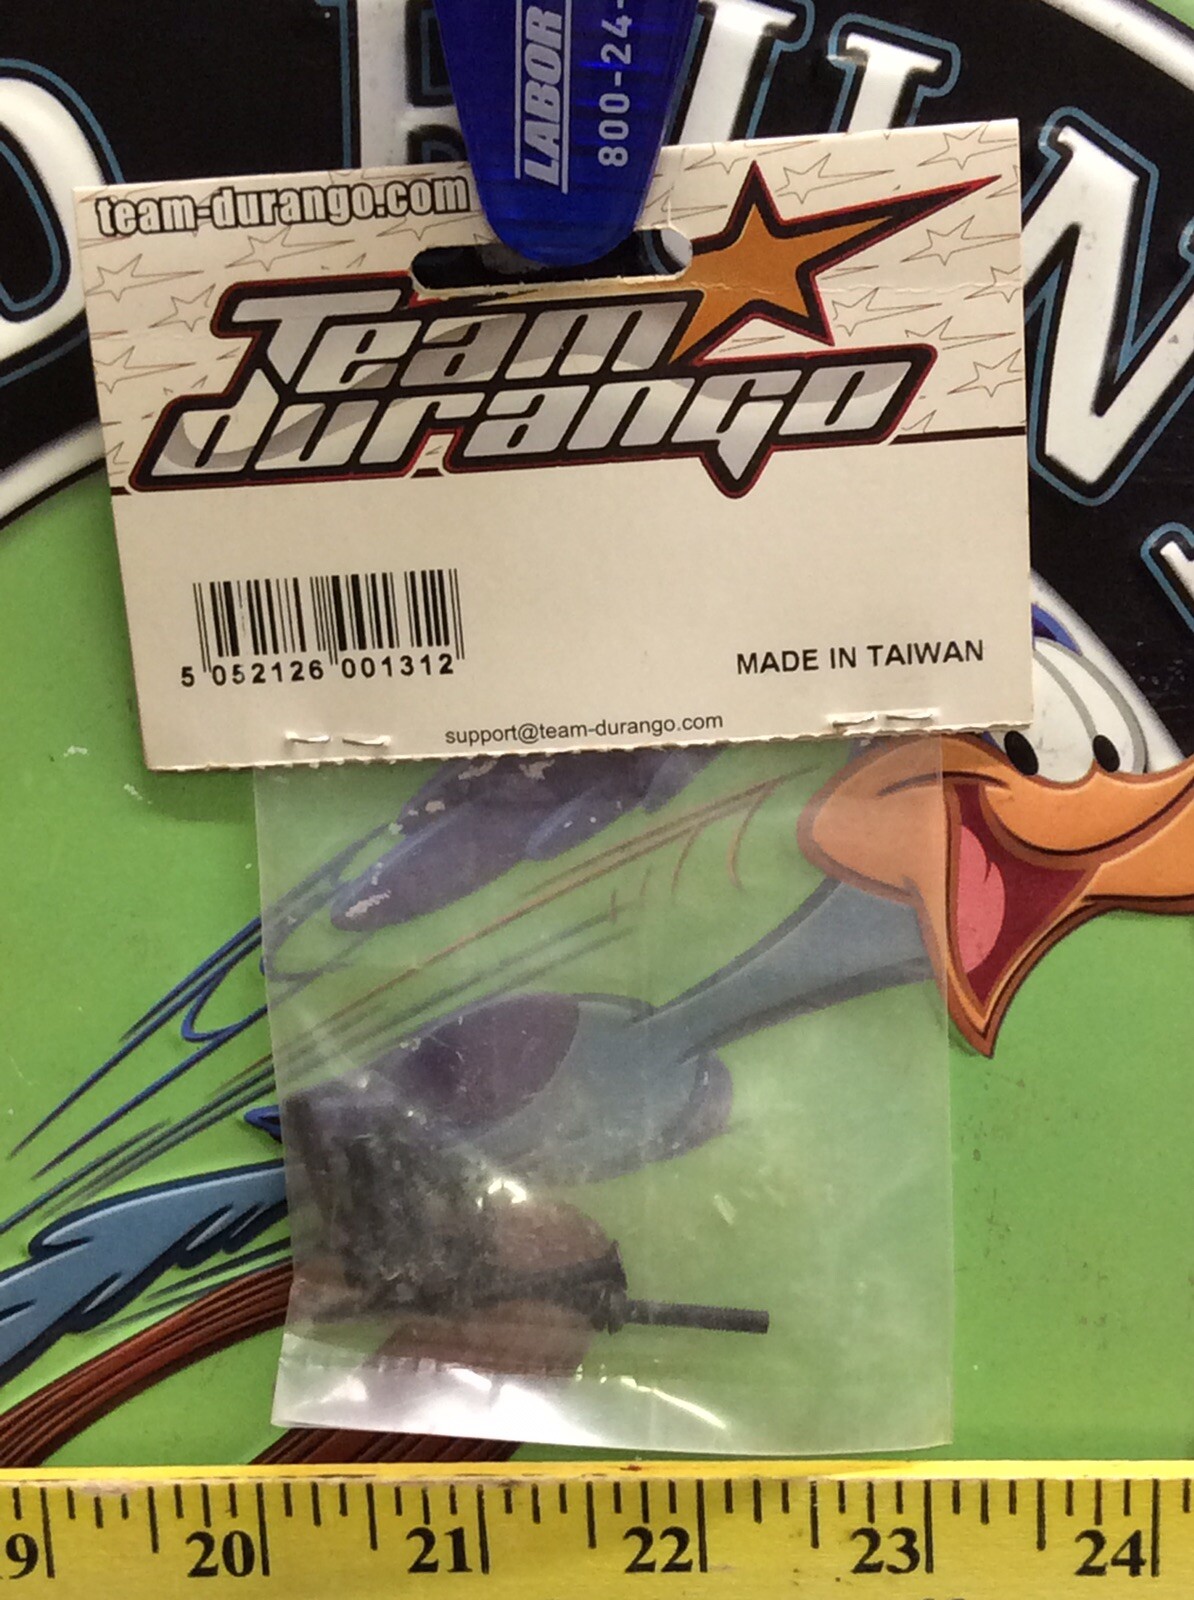 LABOR
800-24-
team-durango.com
Team
durango
5 052126 001312
MADE IN TAIWAN
support@team-durango.com
9 20 21 22 23 24